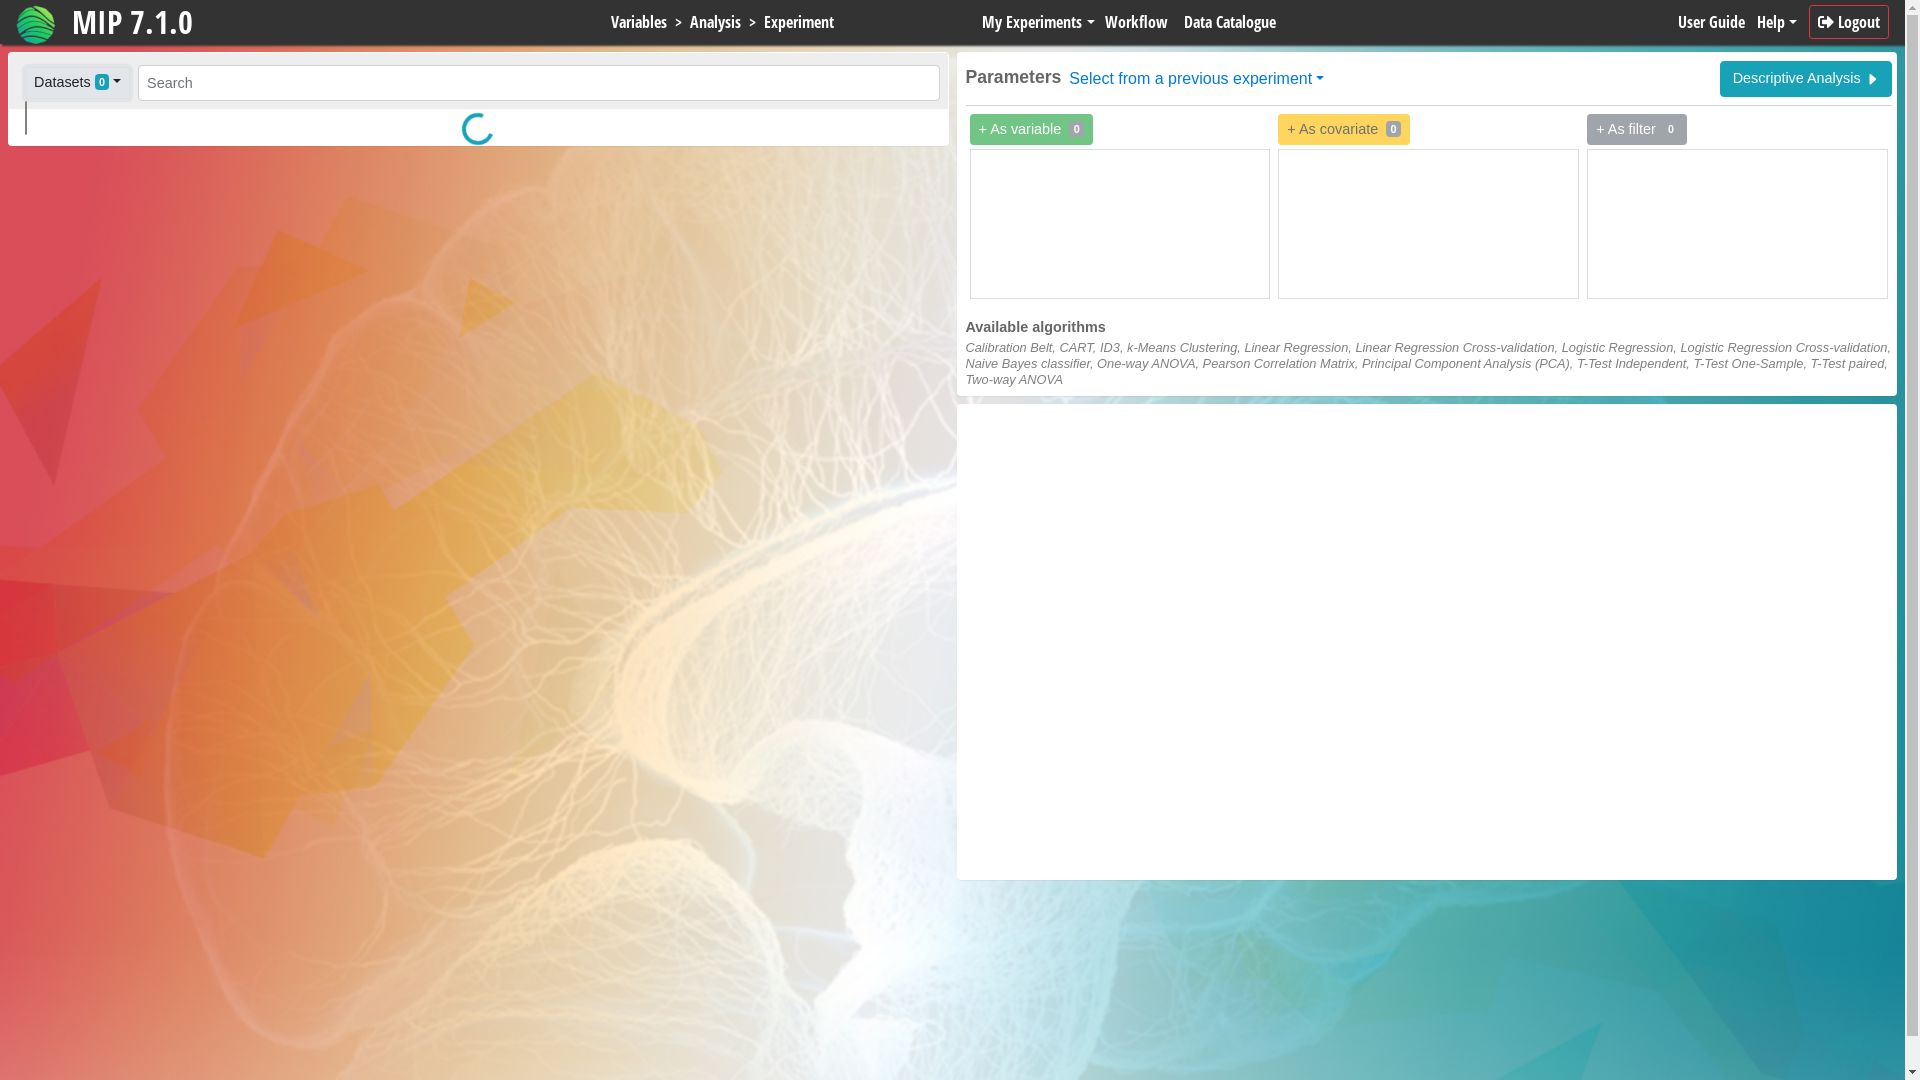 MIP 7.1.0
Variables > Analysis > Experiment
My Experiments Workflow Data Catalogue
User Guide Help Logout
Datasets 0 Search
Parameters Select from a previous experiment
Descriptive Analysis
+ As variable 0
+ As covariate 0
+ As filter 0
Available algorithms
Calibration Belt, CART, ID3, k-Means Clustering, Linear Regression, Linear Regression Cross-validation, Logistic Regression, Logistic Regression Cross-validation,
Naive Bayes classifier, One-way ANOVA, Pearson Correlation Matrix, Principal Component Analysis (PCA), T-Test Independent, T-Test One-Sample, T-Test paired,
Two-way ANOVA